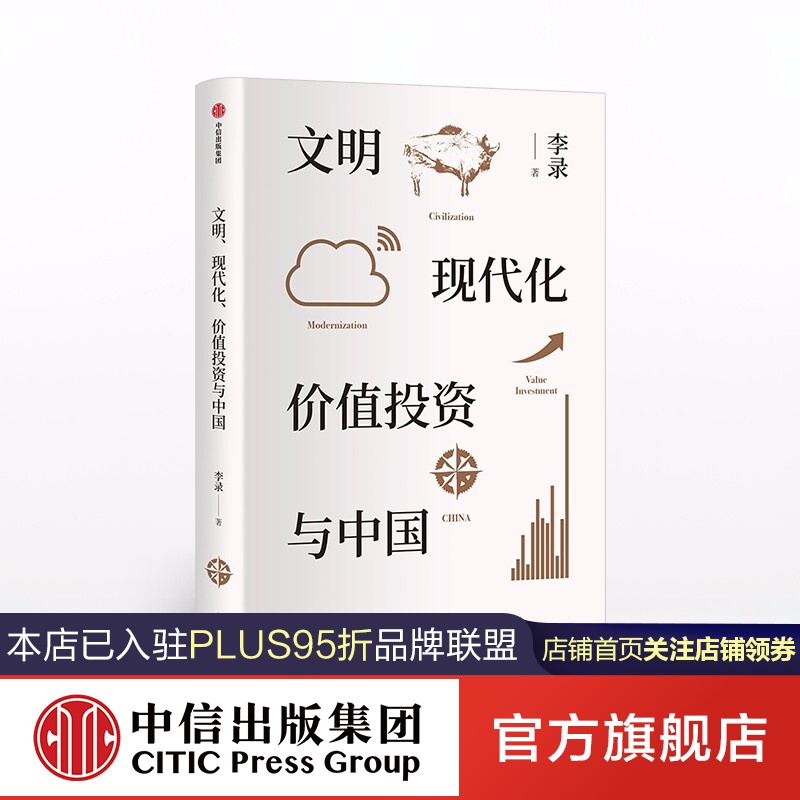 中信出版集团
文明、现代化、价值投资与中国
李录
著
文明
李录
著
Civilization
现代化
Modernization
Value
Investment
价值投资
CHINA
与中国
本店已入驻PLUS95折品牌联盟
店铺首页关注店铺领券
中信出版集团
CITIC Press Group
官方旗舰店